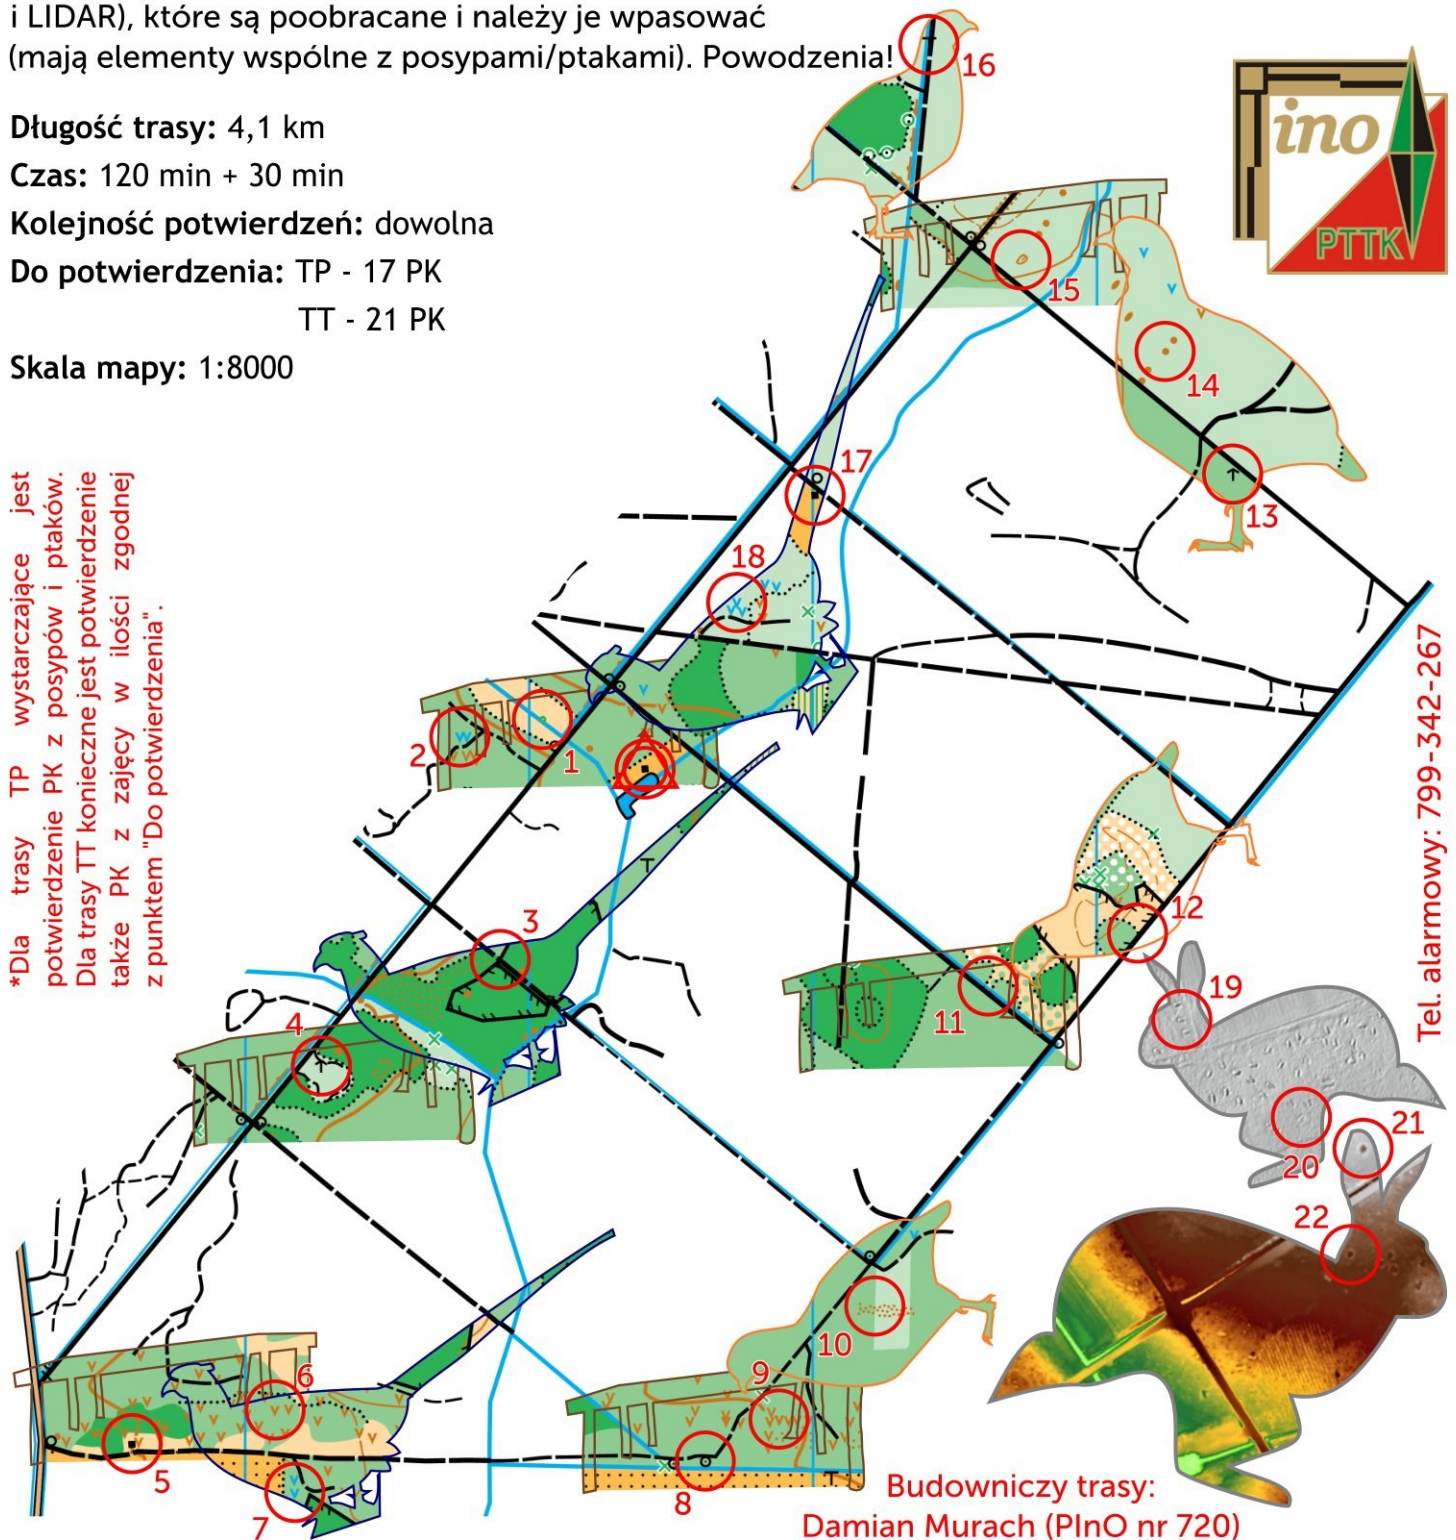 i LIDAR), które są poobracane i należy je wpasować
(mają elementy wspólne z posypami/ptakami). Powodzenia!
Długość trasy: 4,1 km
Czas: 120 min + 30 min
Kolejność potwierdzeń: dowolna
Do potwierdzenia: TP - 17 PK
TT - 21 PK
Skala mapy: 1:8000
ino
PTTK
*Dla trasy TP wystarczające jest
potwierdzenie PK z posypów i ptaków.
Dla trasy TT konieczne jest potwierdzenie
także PK z zajęcy w ilości zgodnej
z punktem "Do potwierdzenia".
16
15
14
13
17
18
2
1
3
12
11
4
19
20
21
22
10
9
6
5
7
8
Tel. alarmowy: 799-342-267
Budowniczy trasy:
Damian Murach (PInO nr 720)